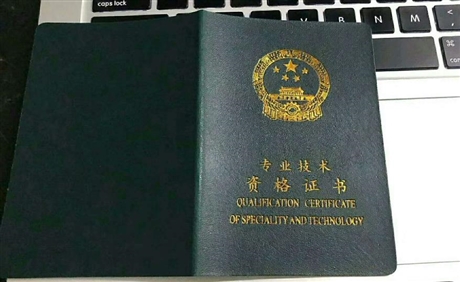 caps lock
专业技术
资格证书
QUALIFICATION CERTIFICATE
OF SPECIALITY AND TECHNOLOGY